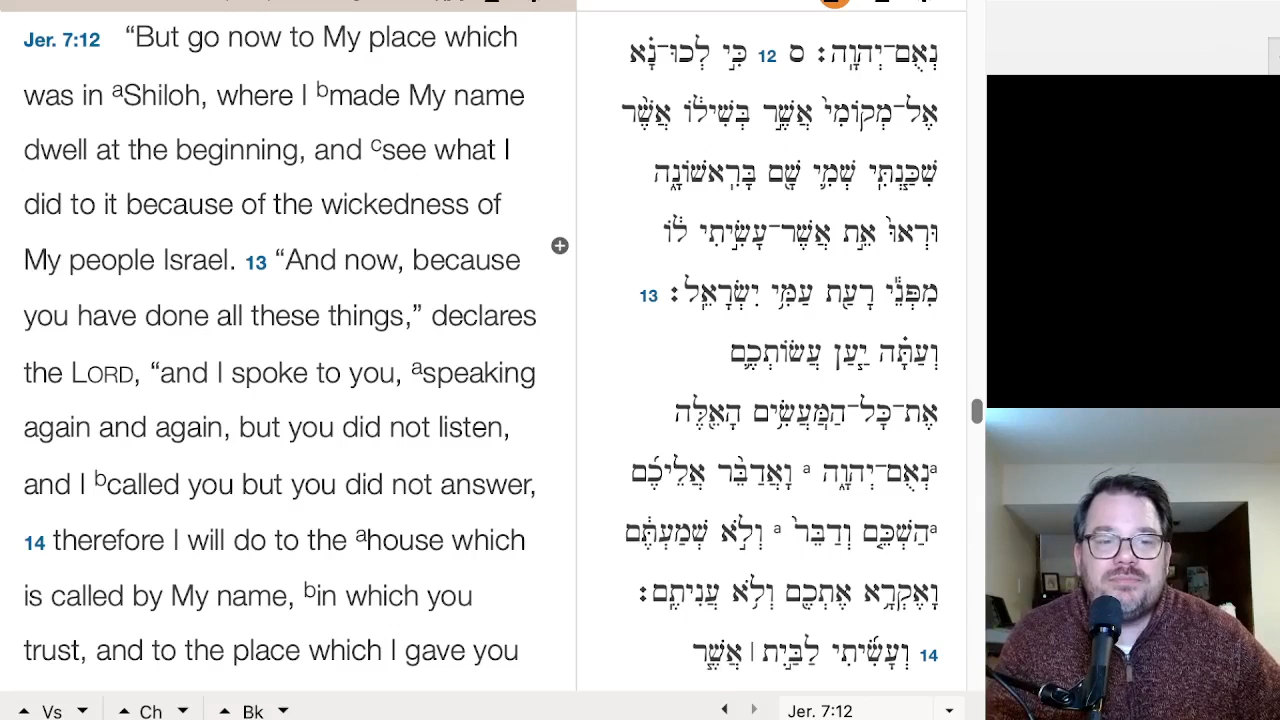 Jer. 7:12 “But go now to My place which
was in aShiloh, where I bmade My name
dwell at the beginning, and csee what I
did to it because of the wickedness of
My people Israel. 13 “And now, because
you have done all these things,” declares
the LORD, “and I spoke to you, aspeaking
again and again, but you did not listen,
and I bcalled you but you did not answer,
14 therefore I will do to the ahouse which
is called by My name, bin which you
trust, and to the place which I gave you
נְאֻם־יְהוָֽה׃ ס 12 כִּ֣י לְכוּ־נָ֗א
אֶל־מְקוֹמִי֙ אֲשֶׁ֣ר בְּשִׁיל֔וֹ אֲשֶׁ֨ר
שִׁכַּ֧נְתִּֽי שְׁמִ֛י שָׁ֖ם בָּרִֽאשׁוֹנָ֑ה
וּרְאוּ֙ אֵ֣ת אֲשֶׁר־עָשִׂ֣יתִי ל֔וֹ
מִפְּנֵ֕י רָעַ֖ת עַמִּ֥י יִשְׂרָאֵֽל׃ 13
וְעַתָּ֗ה יַ֧עַן עֲשׂוֹתְכֶ֛ם
אֶת־כָּל־הַמַּעֲשִׂ֥ים הָאֵ֖לֶּה
aנְאֻם־יְהוָ֑ה a וָאֲדַבֵּ֨ר אֲלֵיכֶ֜ם
aהַשְׁכֵּ֤ם וְדַבֵּר֙ a וְלֹ֣א שְׁמַעְתֶּ֔ם
וָאֶקְרָ֥א אֶתְכֶ֖ם וְלֹ֥א עֲנִיתֶֽם׃
14 וְעָשִׂ֜יתִי לַבַּ֣יִת ׀ אֲשֶׁ֧ר
Vs Ch Bk Jer. 7:12